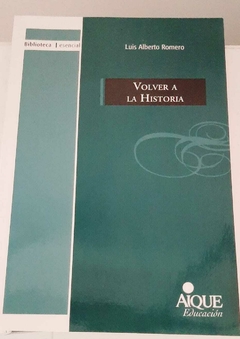 Biblioteca | esencial
Luis Alberto Romero
VOLVER A
LA HISTORIA
AIQUE
Educación